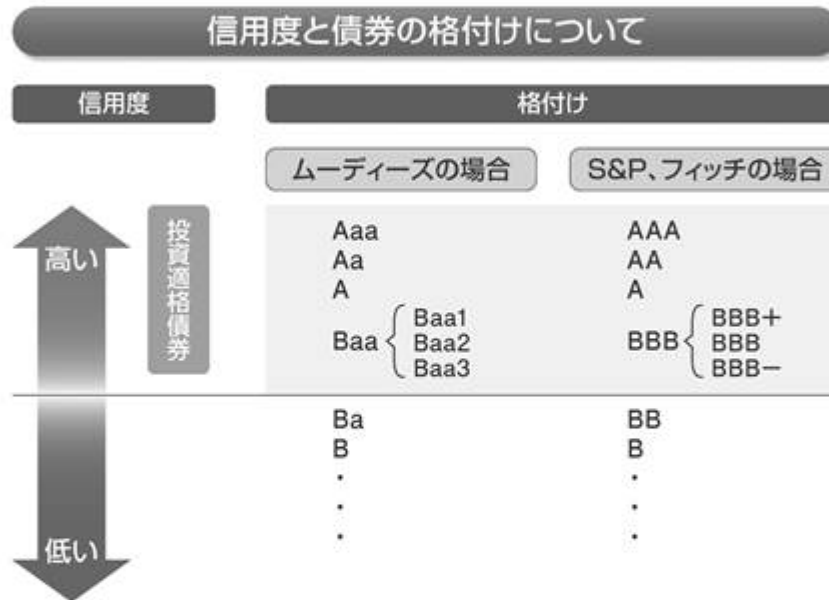 信用度と債券の格付けについて
信用度
格付け
ムーディーズの場合
S&P、フィッチの場合
高い
投資適格債券
Aaa
AAA
Aa
AA
A
A
Baa
Baa1
Baa2
Baa3
BBB
BBB+
BBB
BBB−
Ba
BB
B
B
・
・
・
・
・
・
低い